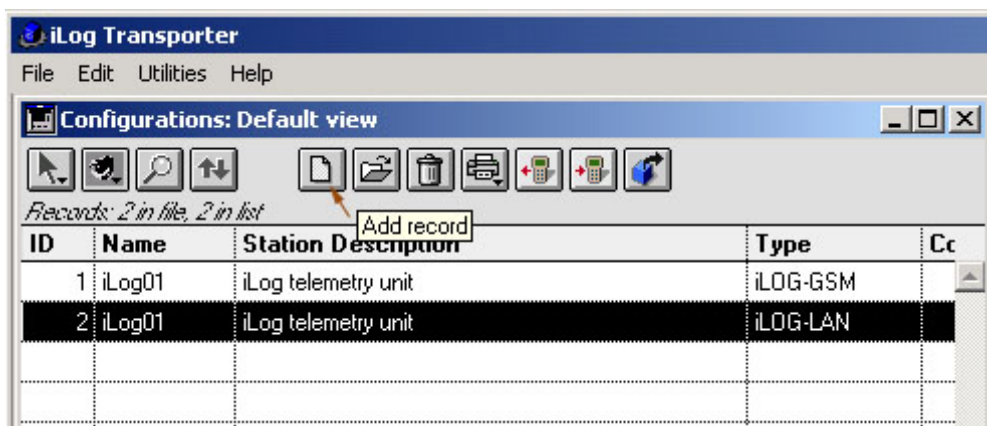 iLog Transporter
File Edit Utilities Help
Configurations: Default view
Records: 2 in file, 2 in list
Add record
ID Name Station Description Type Cc
1 iLog01 iLog telemetry unit iLOG-GSM
2 iLog01 iLog telemetry unit iLOG-LAN